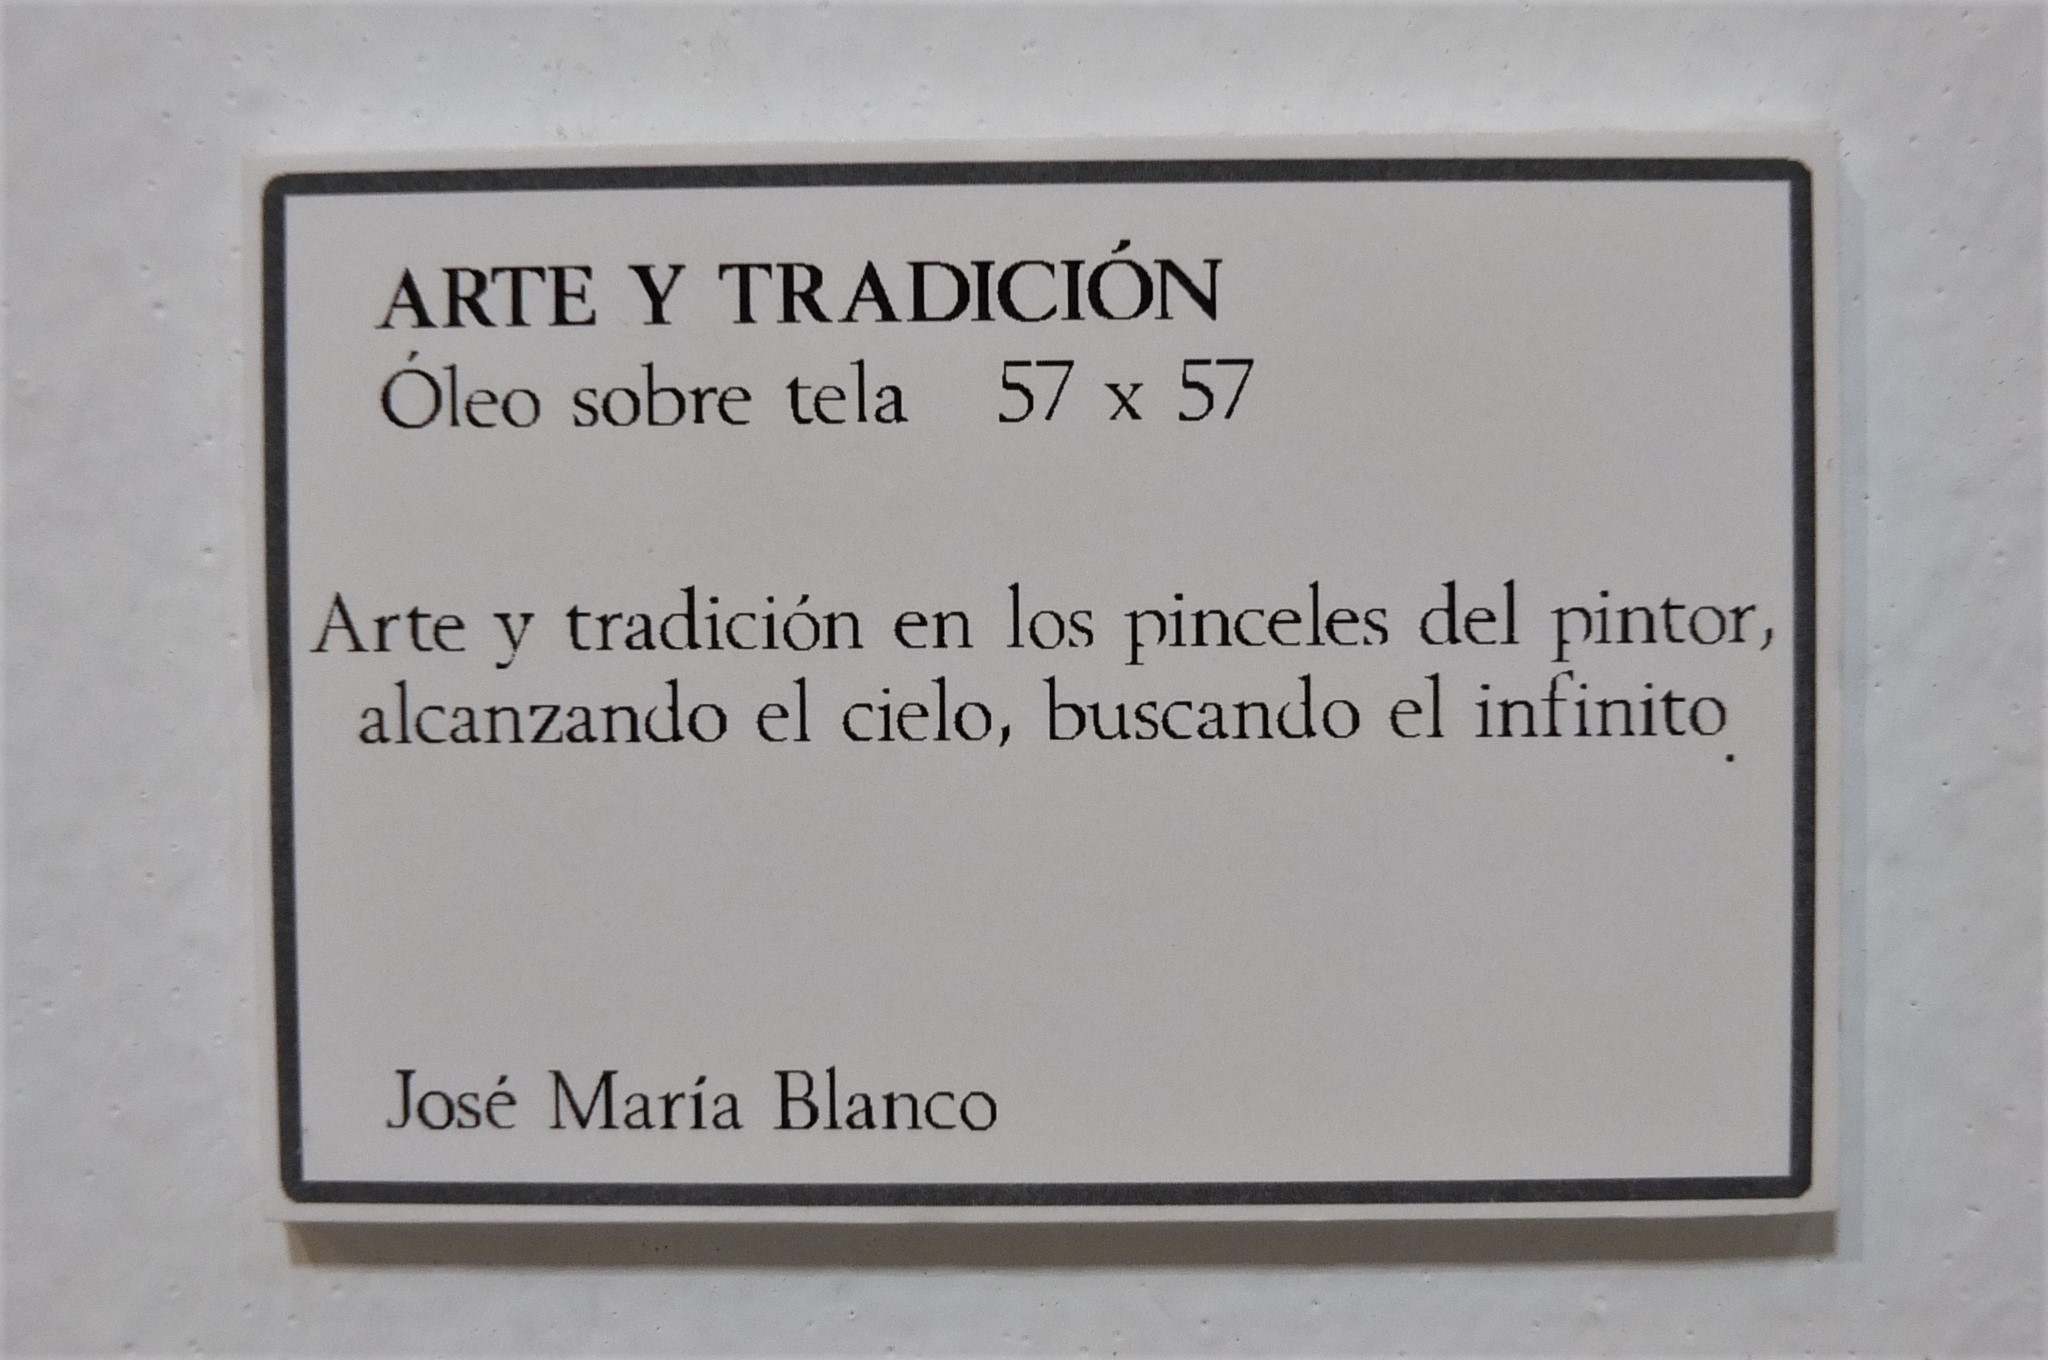 ARTE Y TRADICIÓN
Óleo sobre tela 57 x 57
Arte y tradición en los pinceles del pintor,
alcanzando el cielo, buscando el infinito.
José María Blanco